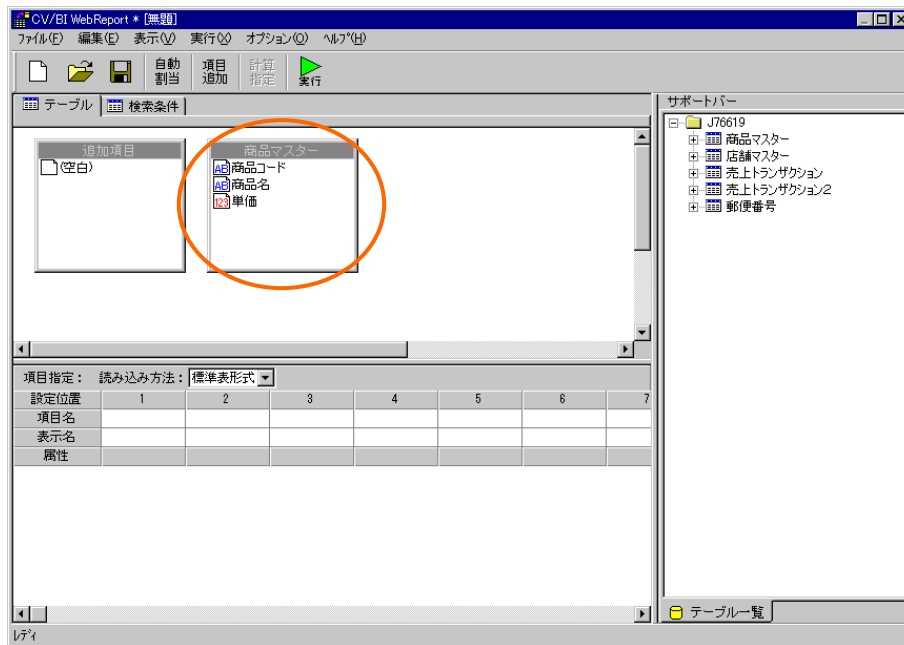 CV/BI WebReport * [無題]
ファイル(F) 編集(E) 表示(V) 実行(X) オプション(O) ヘルプ(H)
自動割当 項目追加 計算指定 実行
テーブル 検索条件
追加項目
(空白)
商品マスター
商品コード
商品名
単価
項目指定： 読み込み方法： 標準表形式
設定位置 1 2 3 4 5 6 7
項目名
表示名
属性
レディ
サポートバー
J76619
商品マスター
店舗マスター
売上トランザクション
売上トランザクション2
郵便番号
テーブル一覧